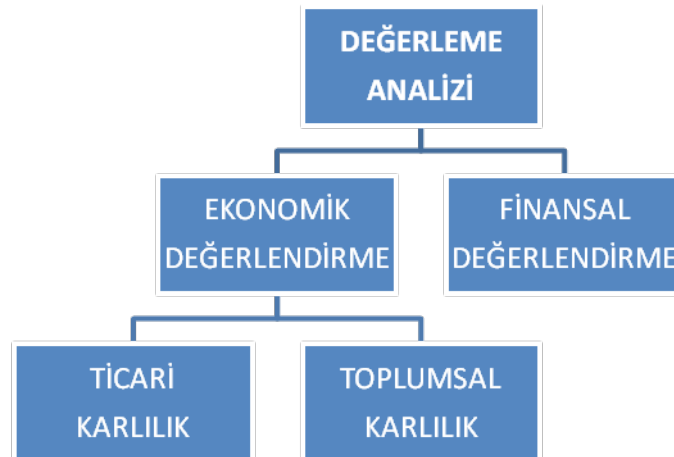 DEĞERLEME
ANALİZİ
EKONOMİK
DEĞERLENDİRME
FİNANSAL
DEĞERLENDİRME
TİCARİ
KARLILIK
TOPLUMSAL
KARLILIK